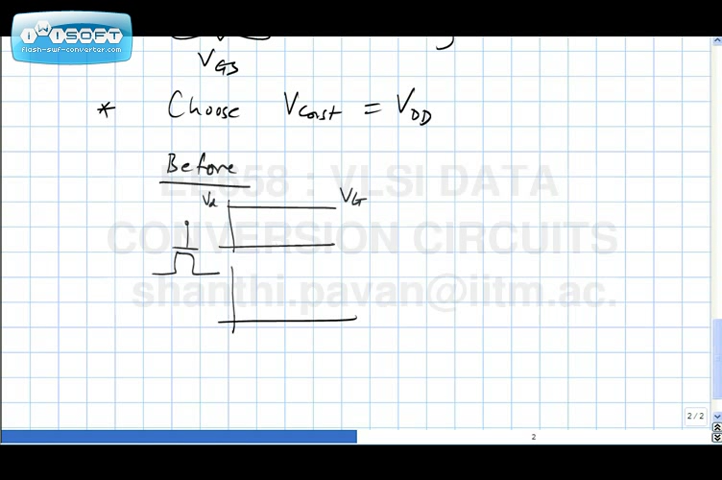 iWiSOFT
flash-swf-converter.com
VGS
* Choose Vconst = VDD
Before
Vd
VG
EE658 : VLSI DATA
CONVERSION CIRCUITS
shanthi.pavan@iitm.ac.
2 / 2
2